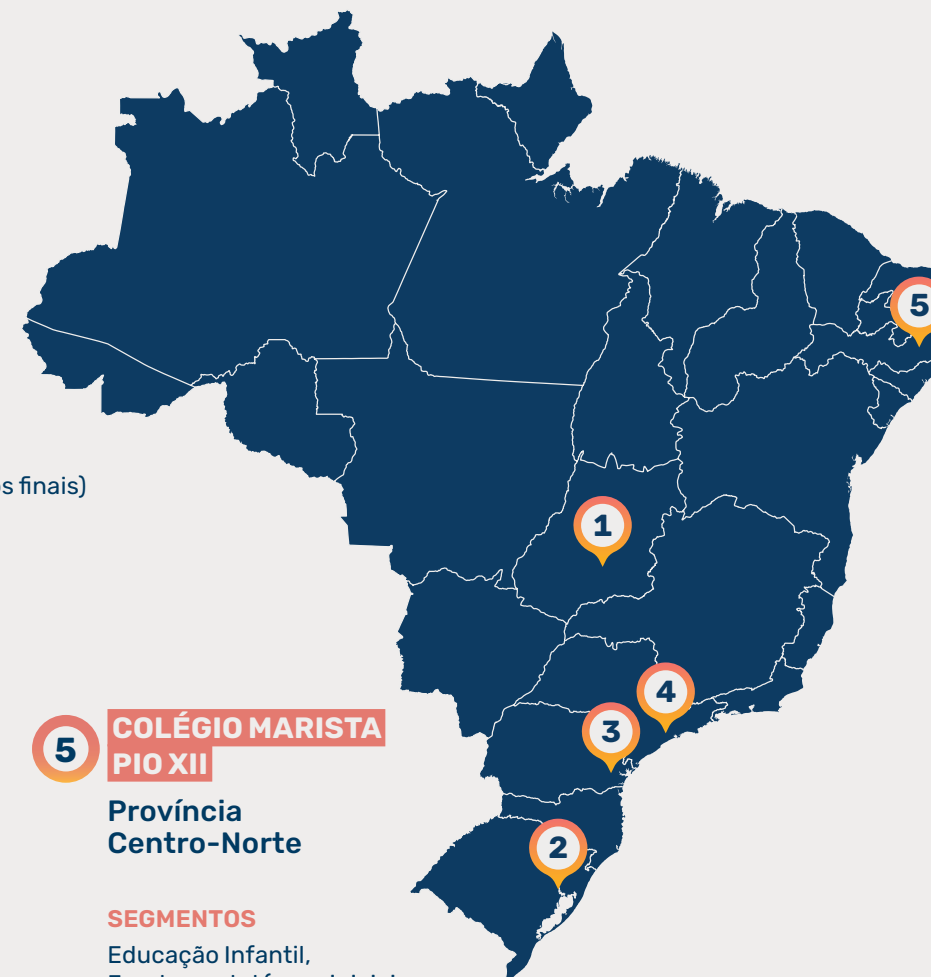 5
s finais)
1
4
3
2
5
COLÉGIO MARISTA
PIO XII
Província
Centro-Norte
SEGMENTOS
Educação Infantil,